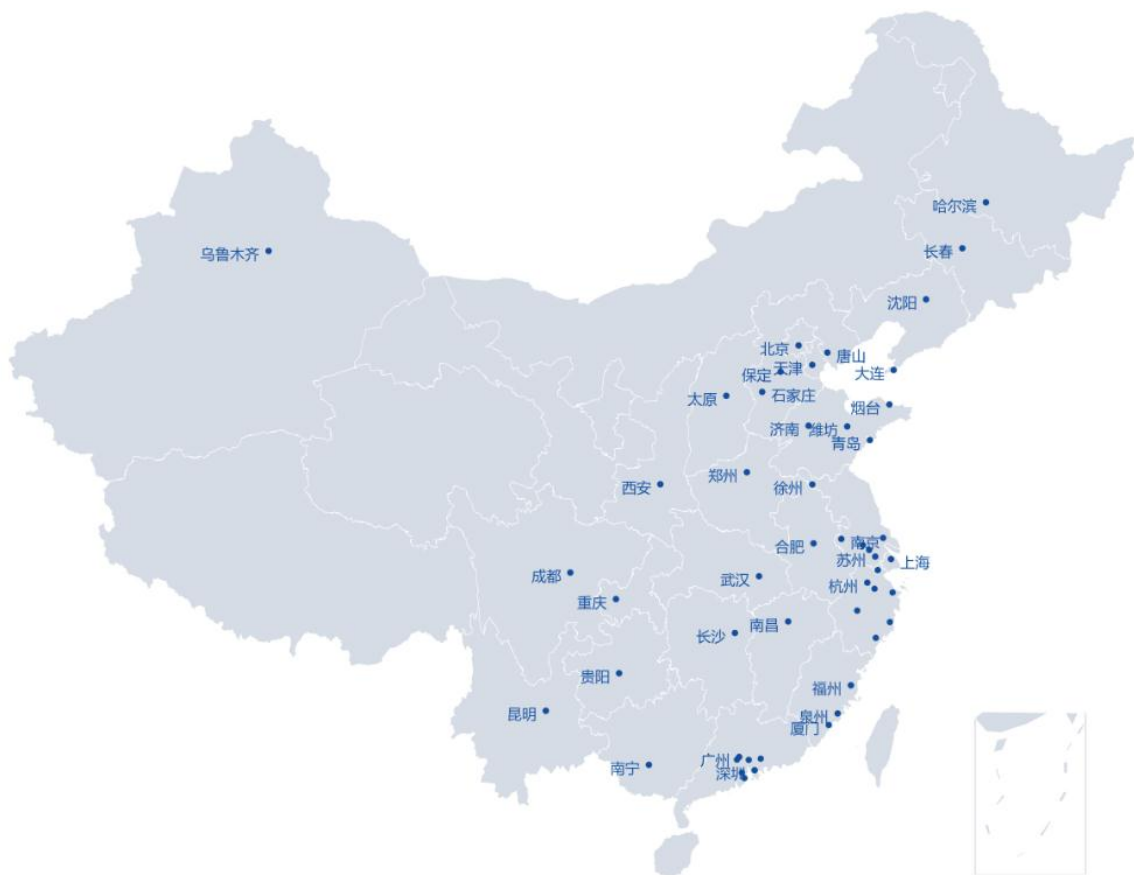 哈尔滨
长春
乌鲁木齐
沈阳
北京
唐山
天津
大连
保定
石家庄
太原
烟台
济南
潍坊
青岛
郑州
西安
徐州
南京
合肥
苏州
上海
成都
武汉
杭州
重庆
南昌
长沙
贵阳
福州
昆明
泉州
厦门
广州
南宁
深圳